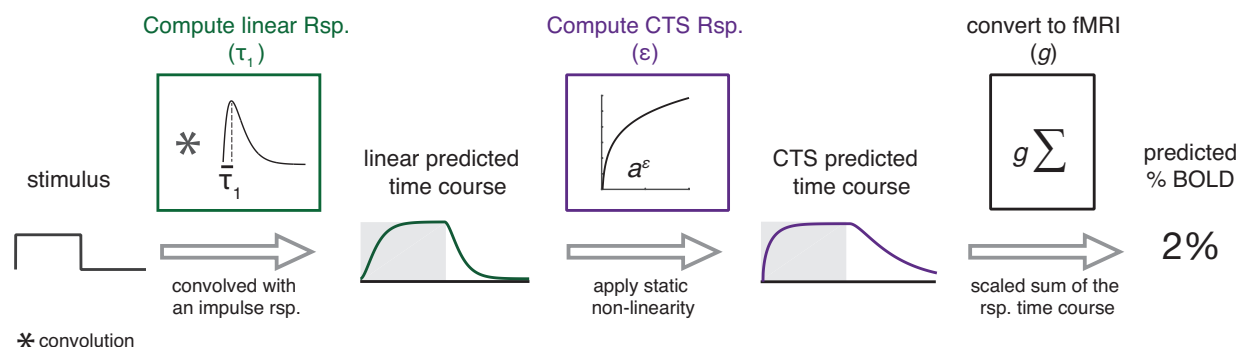 Compute linear Rsp.
(τ₁)
Compute CTS Rsp.
(ε)
convert to fMRI
(g)
stimulus
*
τ₁
linear predicted
time course
aᵋ
CTS predicted
time course
g∑
predicted
% BOLD
2%
convolved with
an impulse rsp.
apply static
non-linearity
scaled sum of the
rsp. time course
* convolution